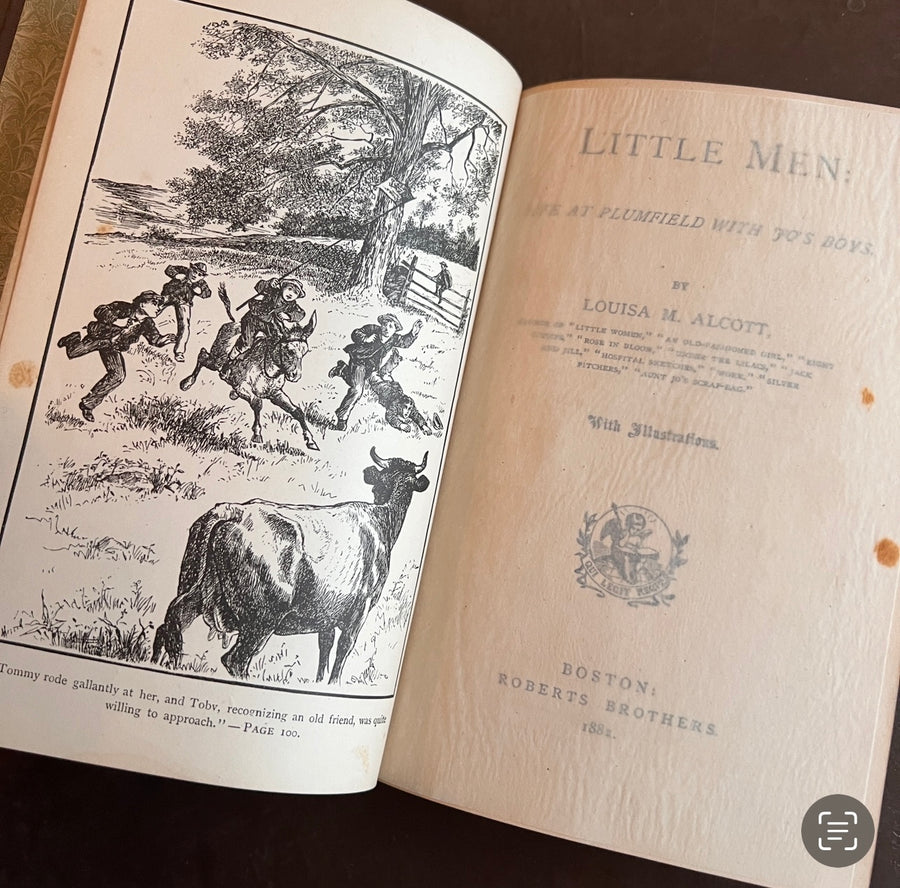 Tommy rode gallantly at her, and Toby, recognizing an old friend, was quite
willing to approach." — PAGE 100.
LITTLE MEN:
LIFE AT PLUMFIELD WITH JO'S BOYS.
BY
LOUISA M. ALCOTT,
AUTHOR OF "LITTLE WOMEN," "AN OLD-FASHIONED GIRL," "EIGHT
COUSINS," "ROSE IN BLOOM," "UNDER THE LILACS," "JACK
AND JILL," "HOSPITAL SKETCHES," "WORK," "SILVER
PITCHERS," "AUNT JO'S SCRAP-BAG."
With Illustrations.
QUI LEGIT REGIT
BOSTON:
ROBERTS BROTHERS.